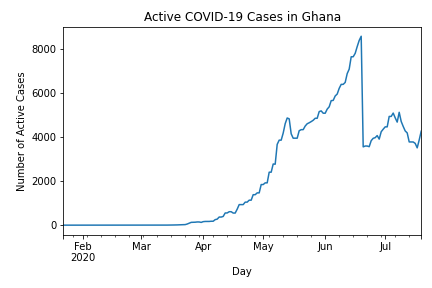 Active COVID-19 Cases in Ghana
Number of Active Cases
8000
6000
4000
2000
0
Feb
2020
Mar
Apr
May
Jun
Jul
Day